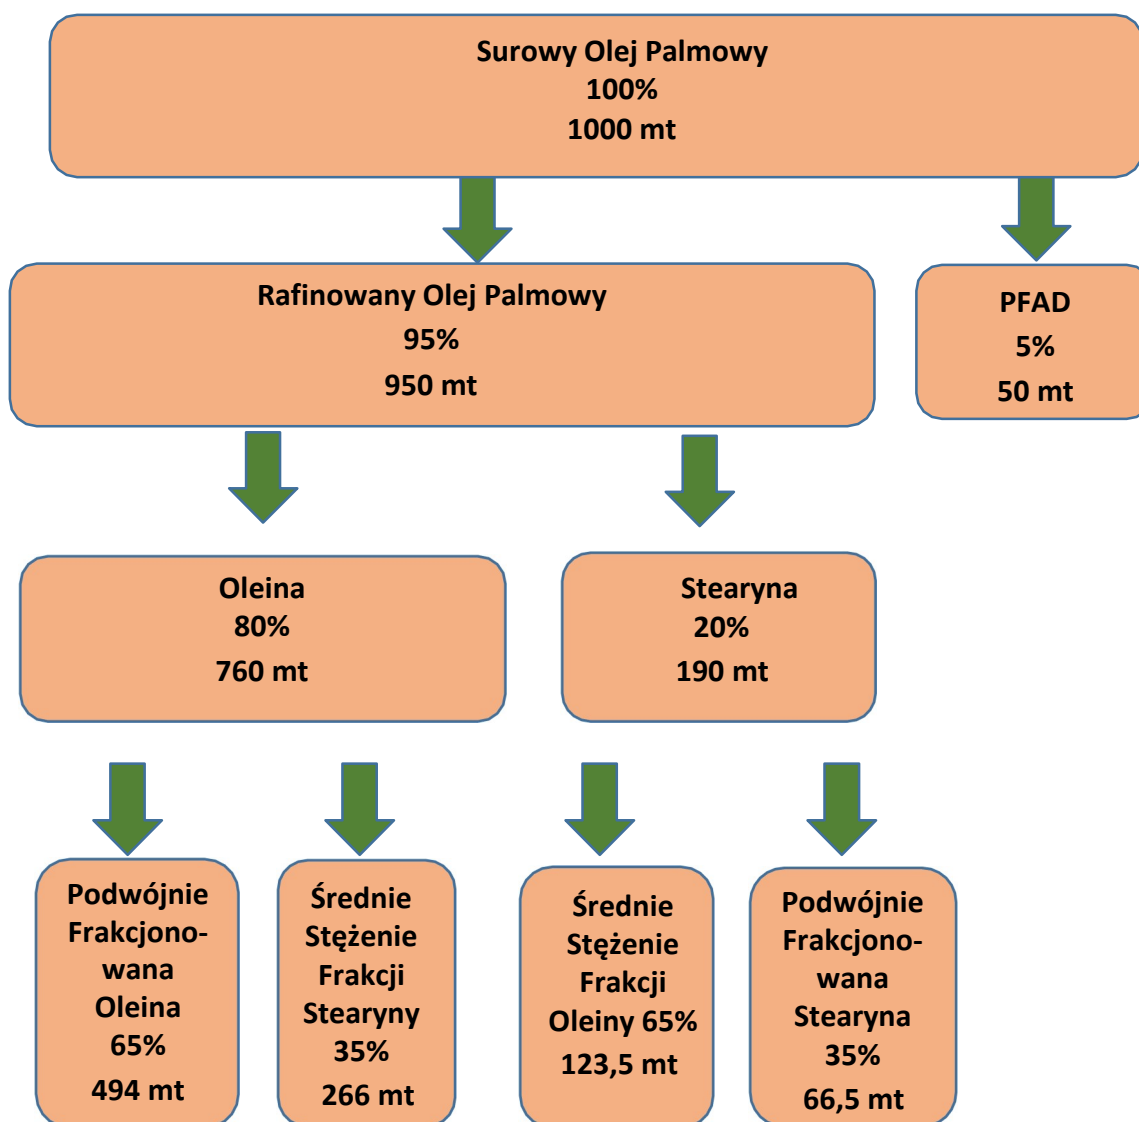 Surowy Olej Palmowy
100%
1000 mt
Rafinowany Olej Palmowy
95%
950 mt
PFAD
5%
50 mt
Oleina
80%
760 mt
Stearyna
20%
190 mt
Podwójnie
Frakcjono-
wana
Oleina
65%
494 mt
Średnie
Stężenie
Frakcji
Stearyny
35%
266 mt
Średnie
Stężenie
Frakcji
Oleiny 65%
123,5 mt
Podwójnie
Frakcjono-
wana
Stearyna
35%
66,5 mt